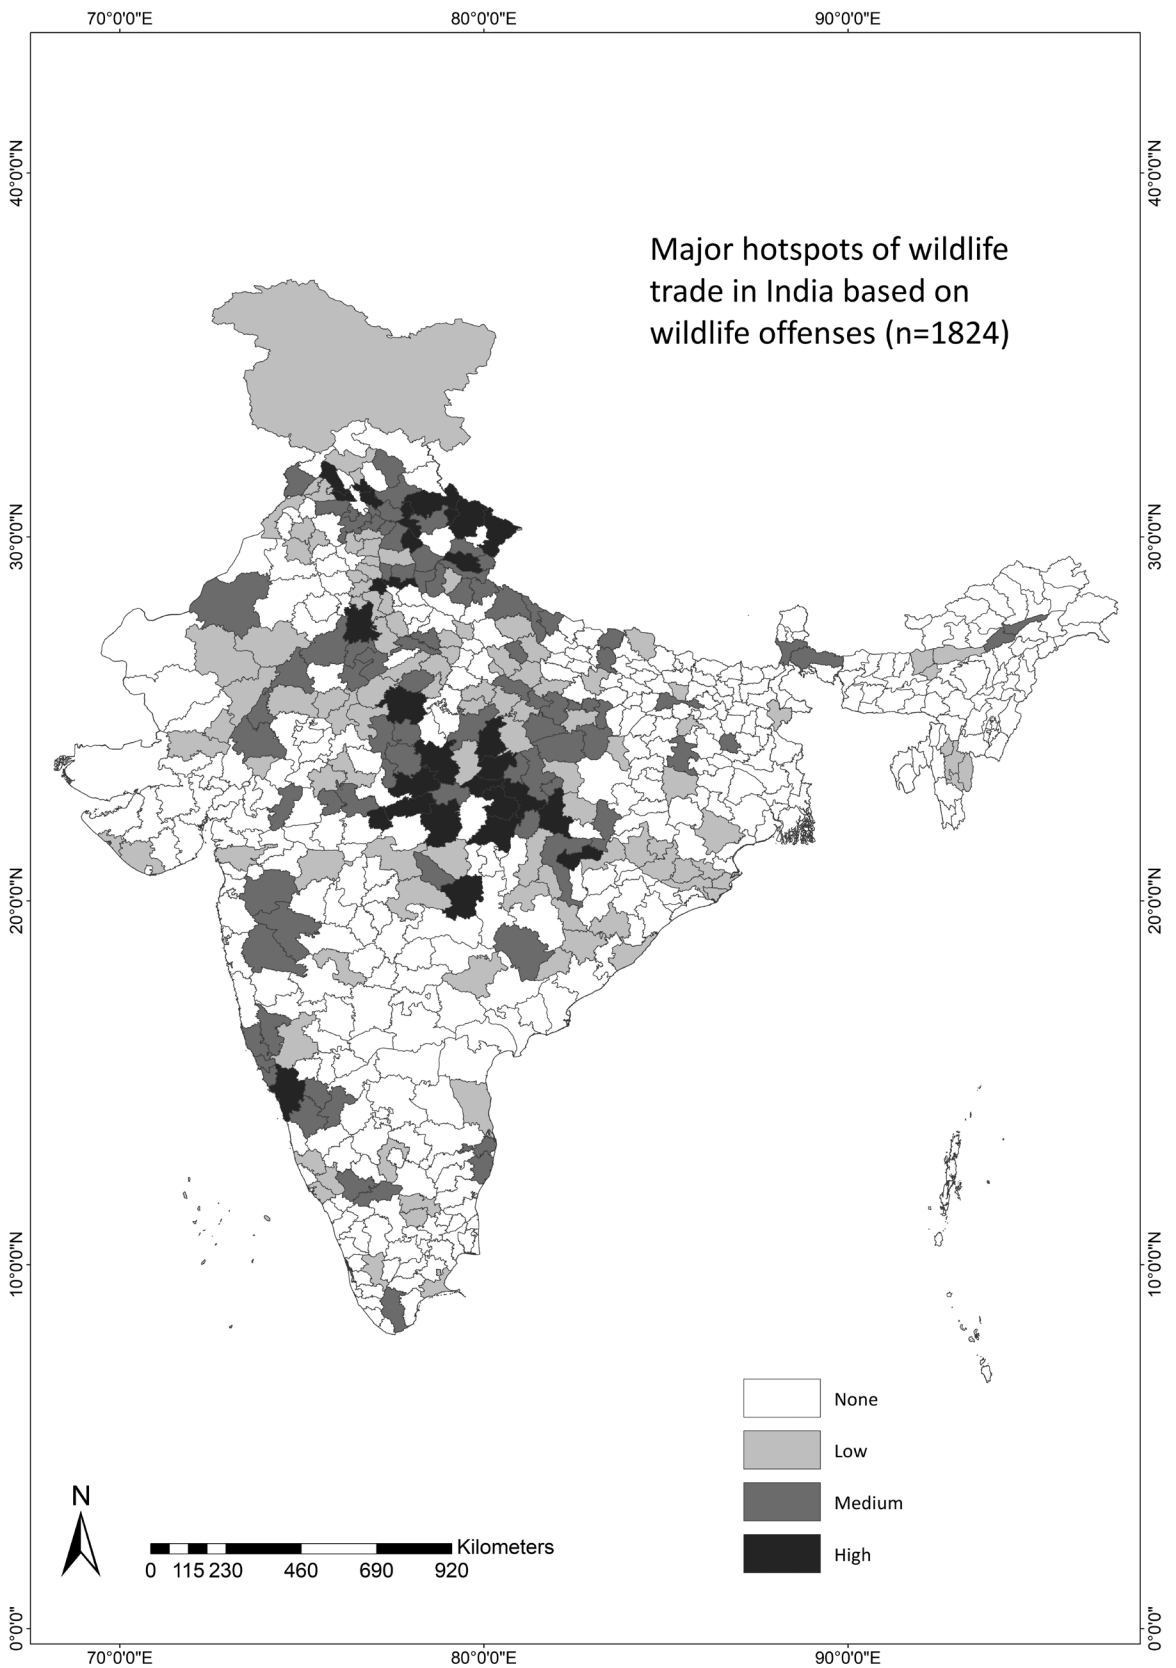 70°0'0"E 80°0'0"E 90°0'0"E
40°0'0"N 40°0'0"N
Major hotspots of wildlife
trade in India based on
wildlife offenses (n=1824)
30°0'0"N 30°0'0"N
20°0'0"N 20°0'0"N
10°0'0"N 10°0'0"N
None
Low
Medium
High
N
Kilometers
0 115 230 460 690 920
0°0'0" 0°0'0"
70°0'0"E 80°0'0"E 90°0'0"E